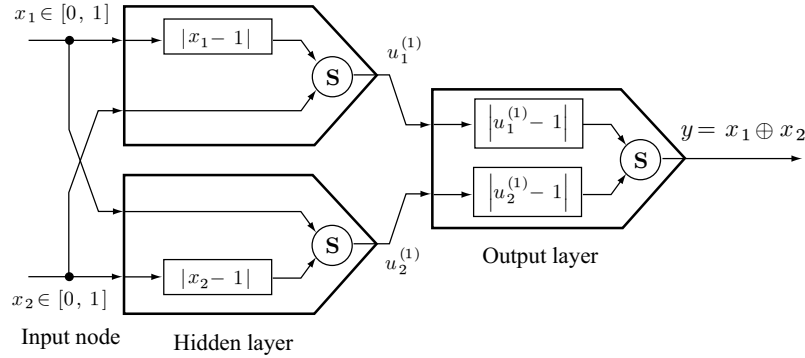 x₁ ∈ [0, 1]
|x₁ − 1|
S
u₁⁽¹⁾
|u₁⁽¹⁾ − 1|
|u₂⁽¹⁾ − 1|
S
y = x₁ ⊕ x₂
S
|x₂ − 1|
u₂⁽¹⁾
Output layer
x₂ ∈ [0, 1]
Input node
Hidden layer